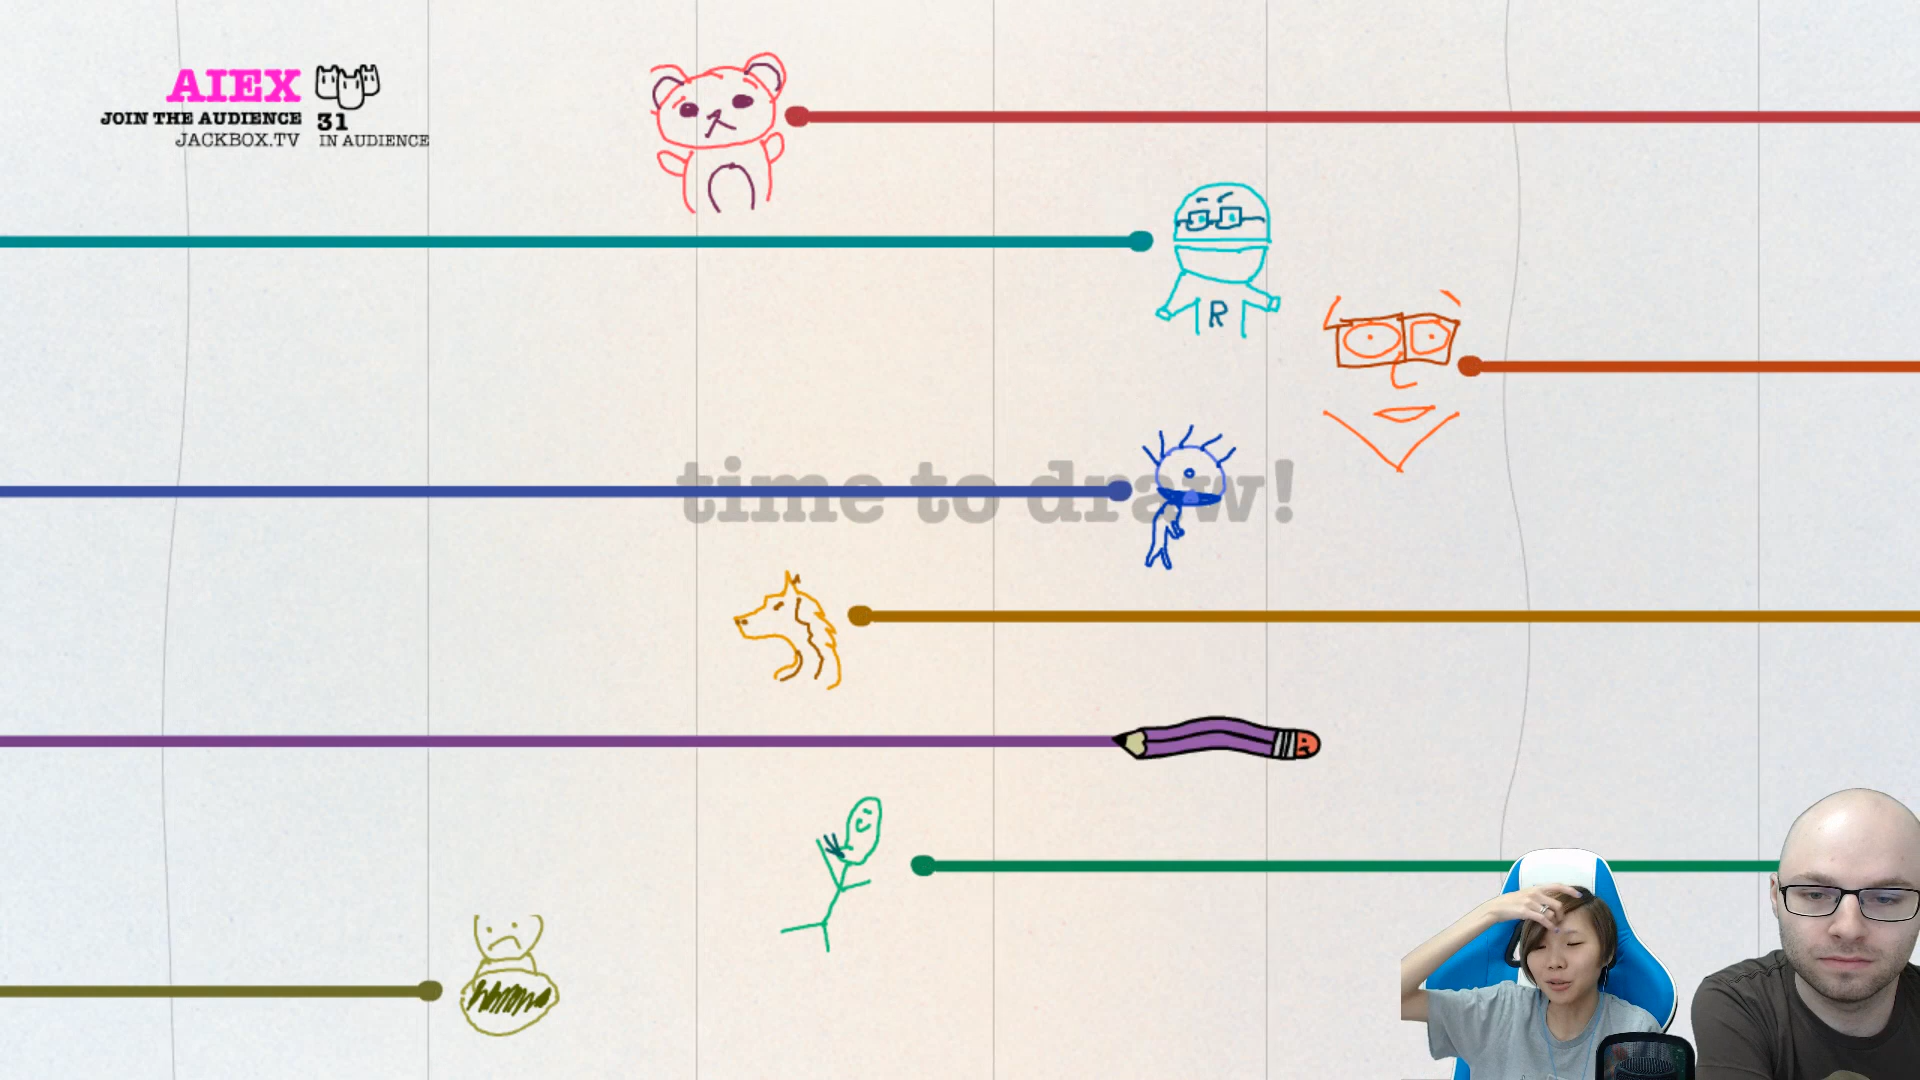 AIEX
JOIN THE AUDIENCE
JACKBOX.TV
31
IN AUDIENCE
R
time to draw!